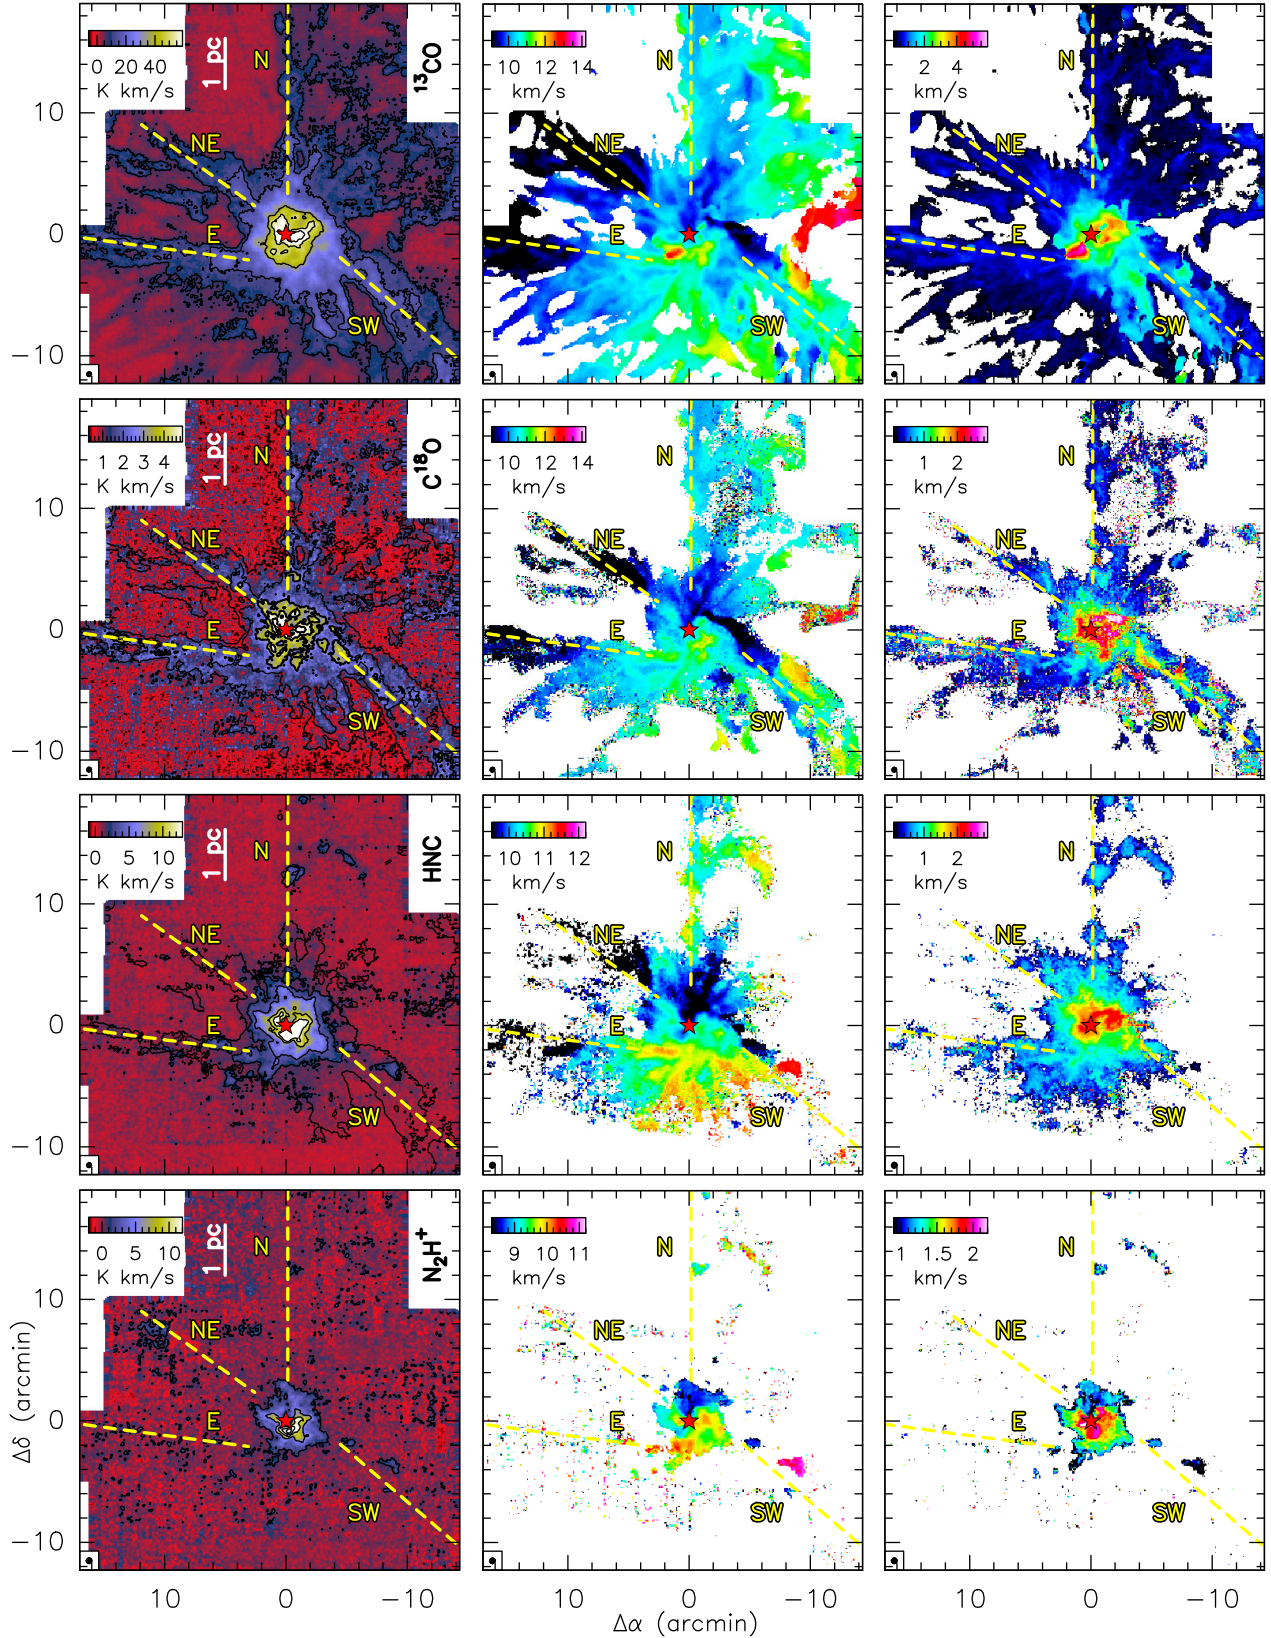 0 20 40
K km/s
1 pc
N
13CO
NE
E
SW
10
0
−10
10 12 14
km/s
N
NE
E
SW
2 4
km/s
N
NE
E
SW
1 2 3 4
K km/s
1 pc
N
C18O
NE
E
SW
10
0
−10
10 12 14
km/s
N
NE
E
SW
1 2
km/s
N
NE
E
SW
0 5 10
K km/s
1 pc
N
HNC
NE
E
SW
10
0
−10
10 11 12
km/s
N
NE
E
SW
1 2
km/s
N
NE
E
SW
0 5 10
K km/s
1 pc
N
N2H+
NE
E
SW
10
0
−10
Δδ (arcmin)
9 10 11
km/s
N
NE
E
SW
1 1.5 2
km/s
N
NE
E
SW
10 0 −10
10 0 −10
10 0 −10
Δα (arcmin)